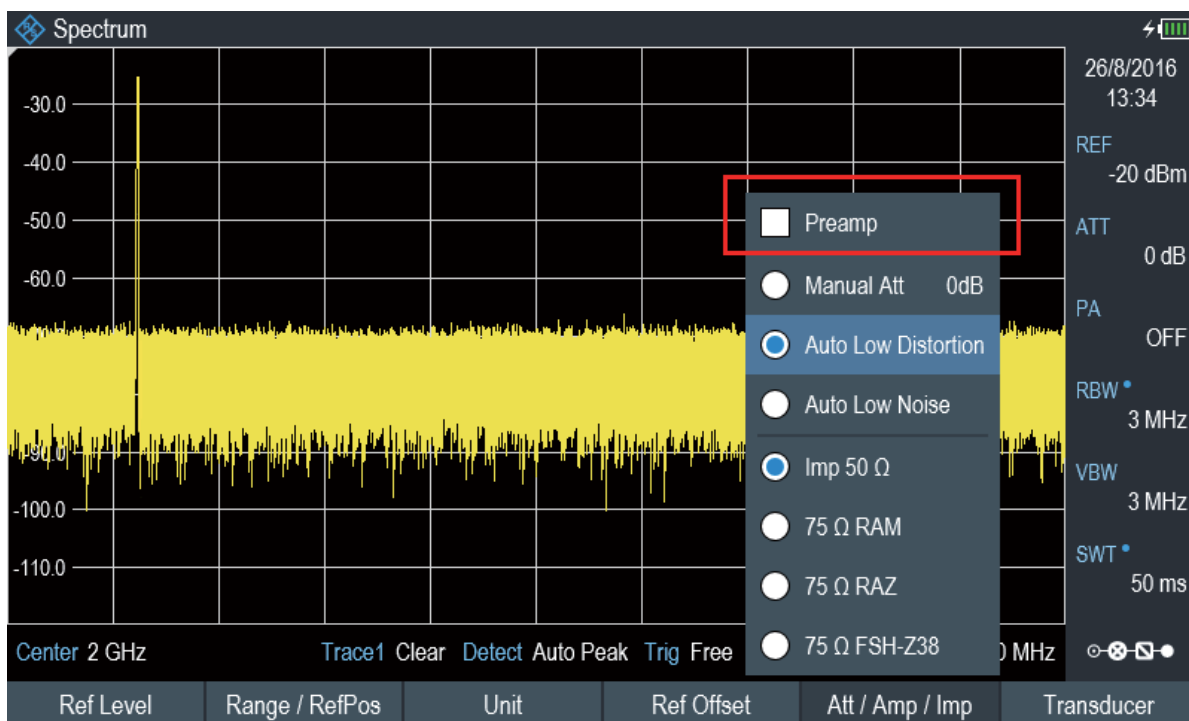 Spectrum
26/8/2016
13:34
-30.0
-40.0
-50.0
-60.0
-90.0
-100.0
-110.0
REF
-20 dBm
ATT
0 dB
PA
OFF
RBW
3 MHz
VBW
3 MHz
SWT
50 ms
Preamp
Manual Att 0dB
Auto Low Distortion
Auto Low Noise
Imp 50 Ω
75 Ω RAM
75 Ω RAZ
75 Ω FSH-Z38
Center 2 GHz Trace1 Clear Detect Auto Peak Trig Free 0 MHz
Ref Level Range / RefPos Unit Ref Offset Att / Amp / Imp Transducer